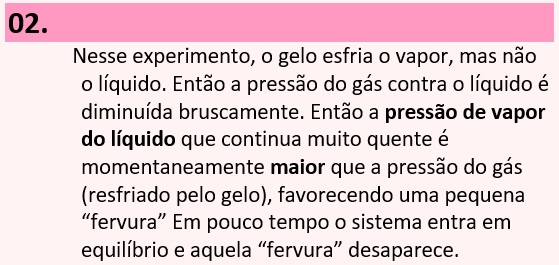 02.
Nesse experimento, o gelo esfria o vapor, mas não
o líquido. Então a pressão do gás contra o líquido é
diminuída bruscamente. Então a pressão de vapor
do líquido que continua muito quente é
momentaneamente maior que a pressão do gás
(resfriado pelo gelo), favorecendo uma pequena
“fervura” Em pouco tempo o sistema entra em
equilíbrio e aquela “fervura” desaparece.